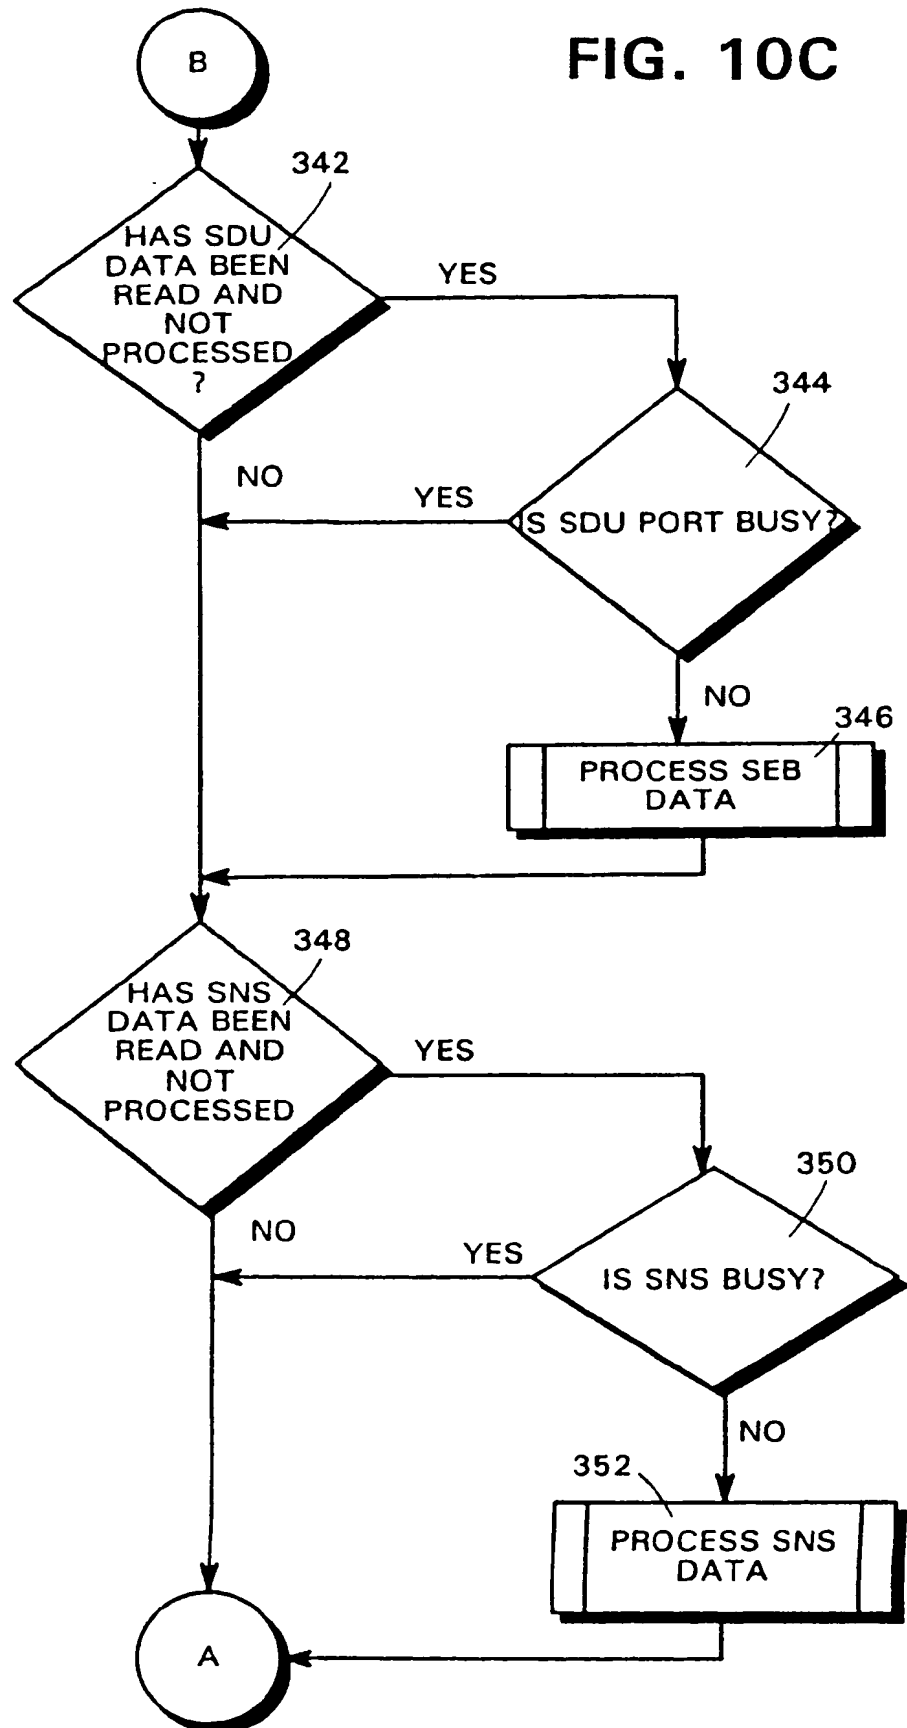 B
FIG. 10C
342
HAS SDU
DATA BEEN
READ AND
NOT
PROCESSED
?
YES
344
NO
YES
IS SDU PORT BUSY?
NO
346
PROCESS SEB
DATA
348
HAS SNS
DATA BEEN
READ AND
NOT
PROCESSED
YES
350
NO
YES
IS SNS BUSY?
NO
352
PROCESS SNS
DATA
A